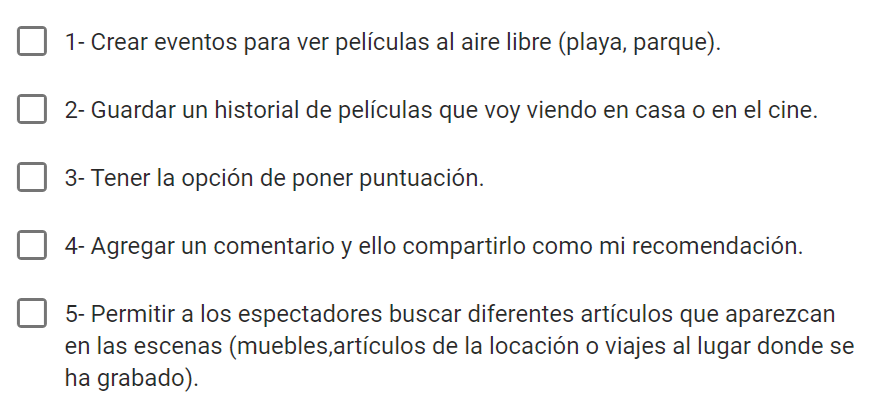 1- Crear eventos para ver películas al aire libre (playa, parque).
2- Guardar un historial de películas que voy viendo en casa o en el cine.
3- Tener la opción de poner puntuación.
4- Agregar un comentario y ello compartirlo como mi recomendación.
5- Permitir a los espectadores buscar diferentes artículos que aparezcan
en las escenas (muebles,artículos de la locación o viajes al lugar donde se
ha grabado).